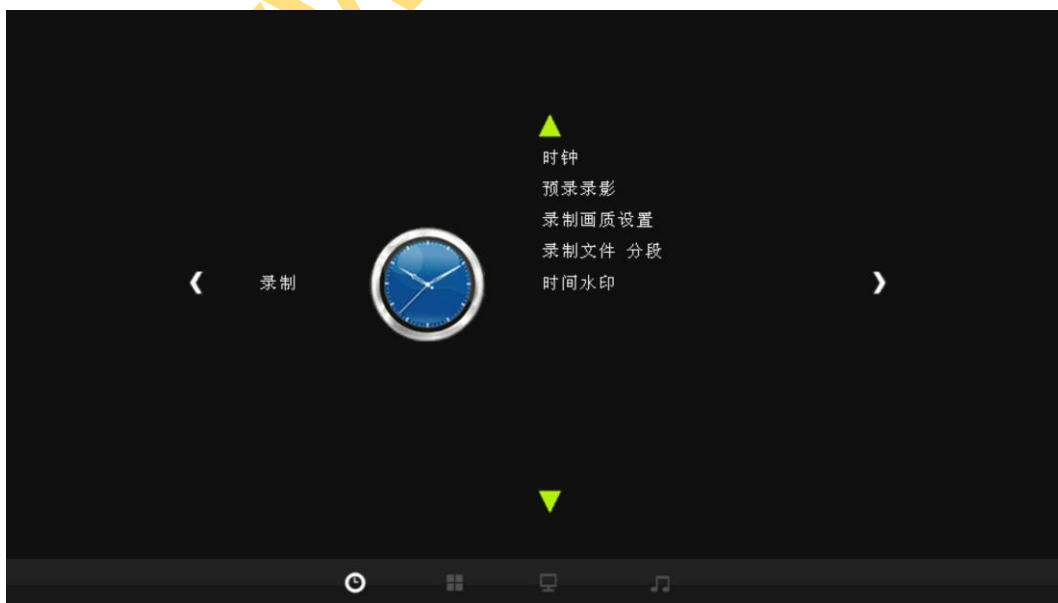 时钟
预录录影
录制画质设置
录制文件 分段
录制
时间水印